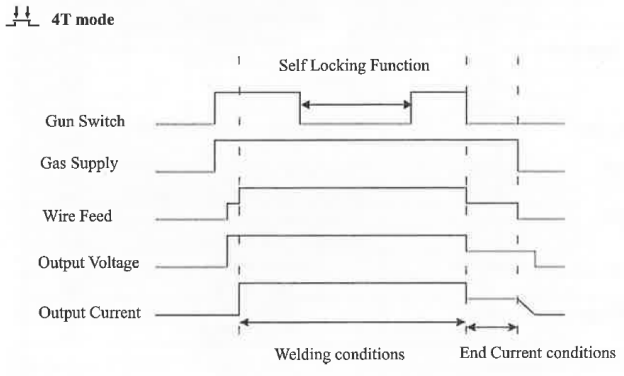 4T mode
Self Locking Function
Gun Switch
Gas Supply
Wire Feed
Output Voltage
Output Current
Welding conditions
End Current conditions